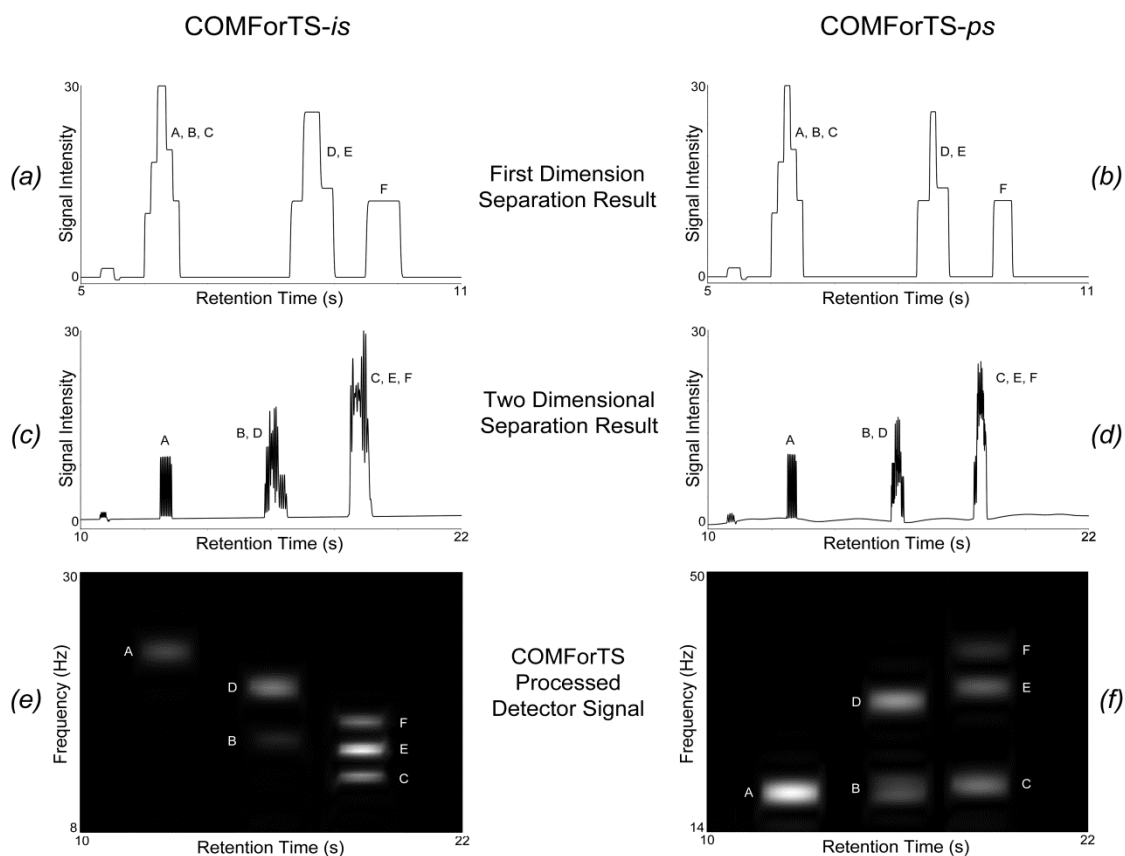 COMForTS-is
COMForTS-ps
(a)
Signal Intensity
30
0
A, B, C
D, E
F
5
11
Retention Time (s)
First Dimension
Separation Result
(b)
Signal Intensity
30
0
A, B, C
D, E
F
5
11
Retention Time (s)
(c)
Signal Intensity
30
0
A
B, D
C, E, F
10
22
Retention Time (s)
Two Dimensional
Separation Result
(d)
Signal Intensity
30
0
A
B, D
C, E, F
10
22
Retention Time (s)
(e)
Frequency (Hz)
30
8
A
D
B
F
E
C
10
22
Retention Time (s)
COMForTS
Processed
Detector Signal
(f)
Frequency (Hz)
50
14
A
D
B
F
E
C
10
22
Retention Time (s)